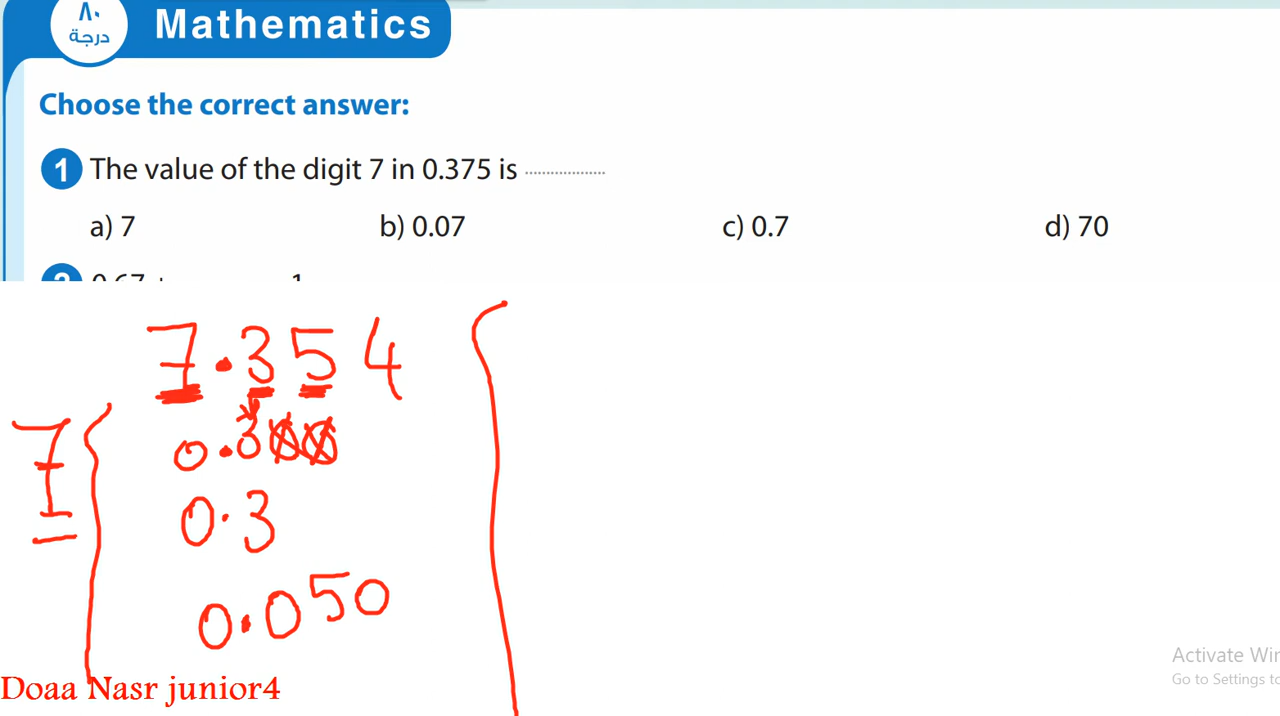 ٨٠
درجة
Mathematics
Choose the correct answer:
1 The value of the digit 7 in 0.375 is ..................
a) 7 b) 0.07 c) 0.7 d) 70
7.354
0.300
7
0.3
0.050
Doaa Nasr junior4
Activate Win
Go to Settings to